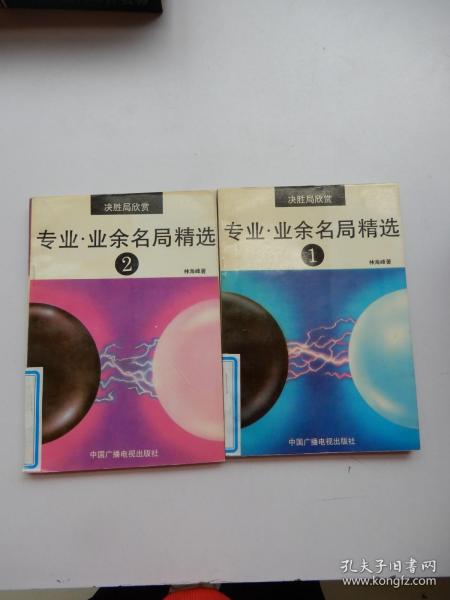 决胜局欣赏
专业·业余名局精选
2
林海峰著
中国广播电视出版社
决胜局欣赏
专业·业余名局精选
1
林海峰著
中国广播电视出版社
孔夫子旧书网
www.kongfz.com